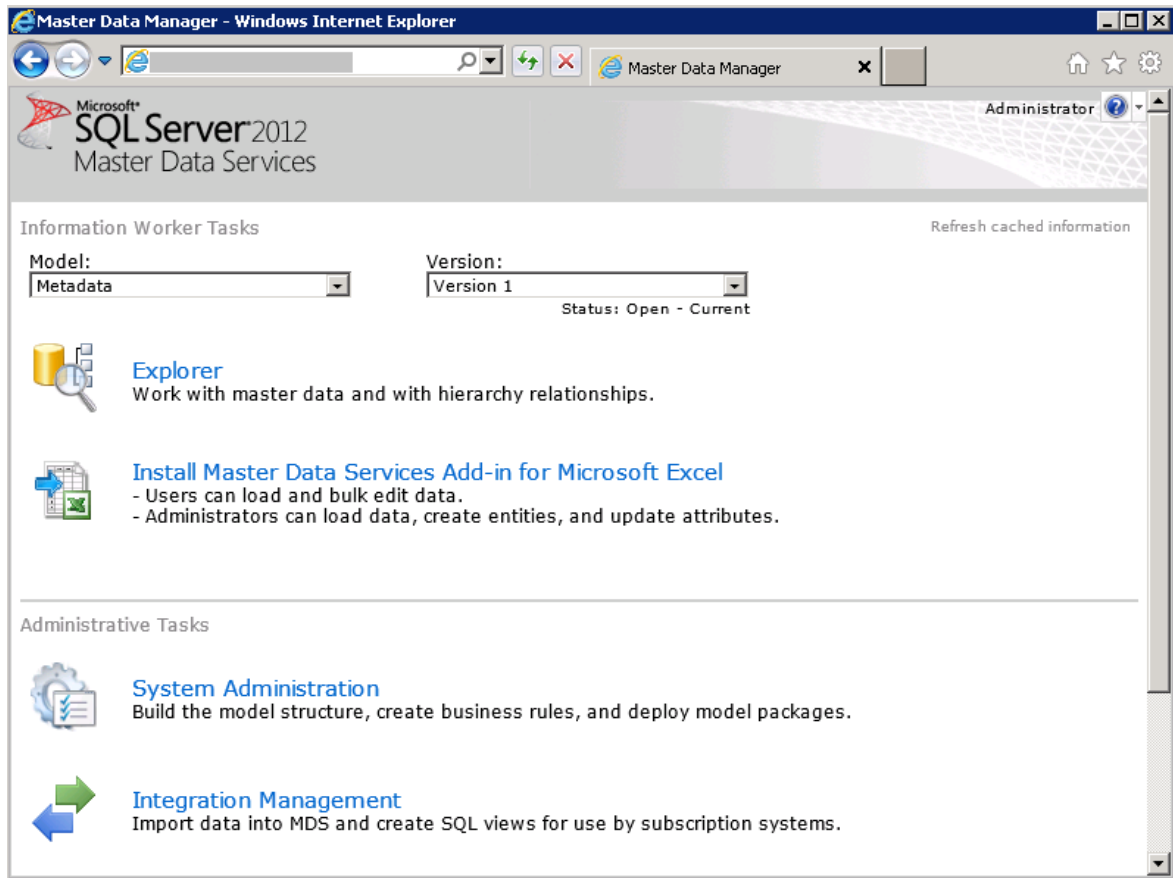 Master Data Manager - Windows Internet Explorer
Master Data Manager
Microsoft®
SQL Server 2012
Master Data Services
Administrator
Information Worker Tasks
Refresh cached information
Model:
Version:
Metadata
Version 1
Status: Open - Current
Explorer
Work with master data and with hierarchy relationships.
Install Master Data Services Add-in for Microsoft Excel
- Users can load and bulk edit data.
- Administrators can load data, create entities, and update attributes.
Administrative Tasks
System Administration
Build the model structure, create business rules, and deploy model packages.
Integration Management
Import data into MDS and create SQL views for use by subscription systems.